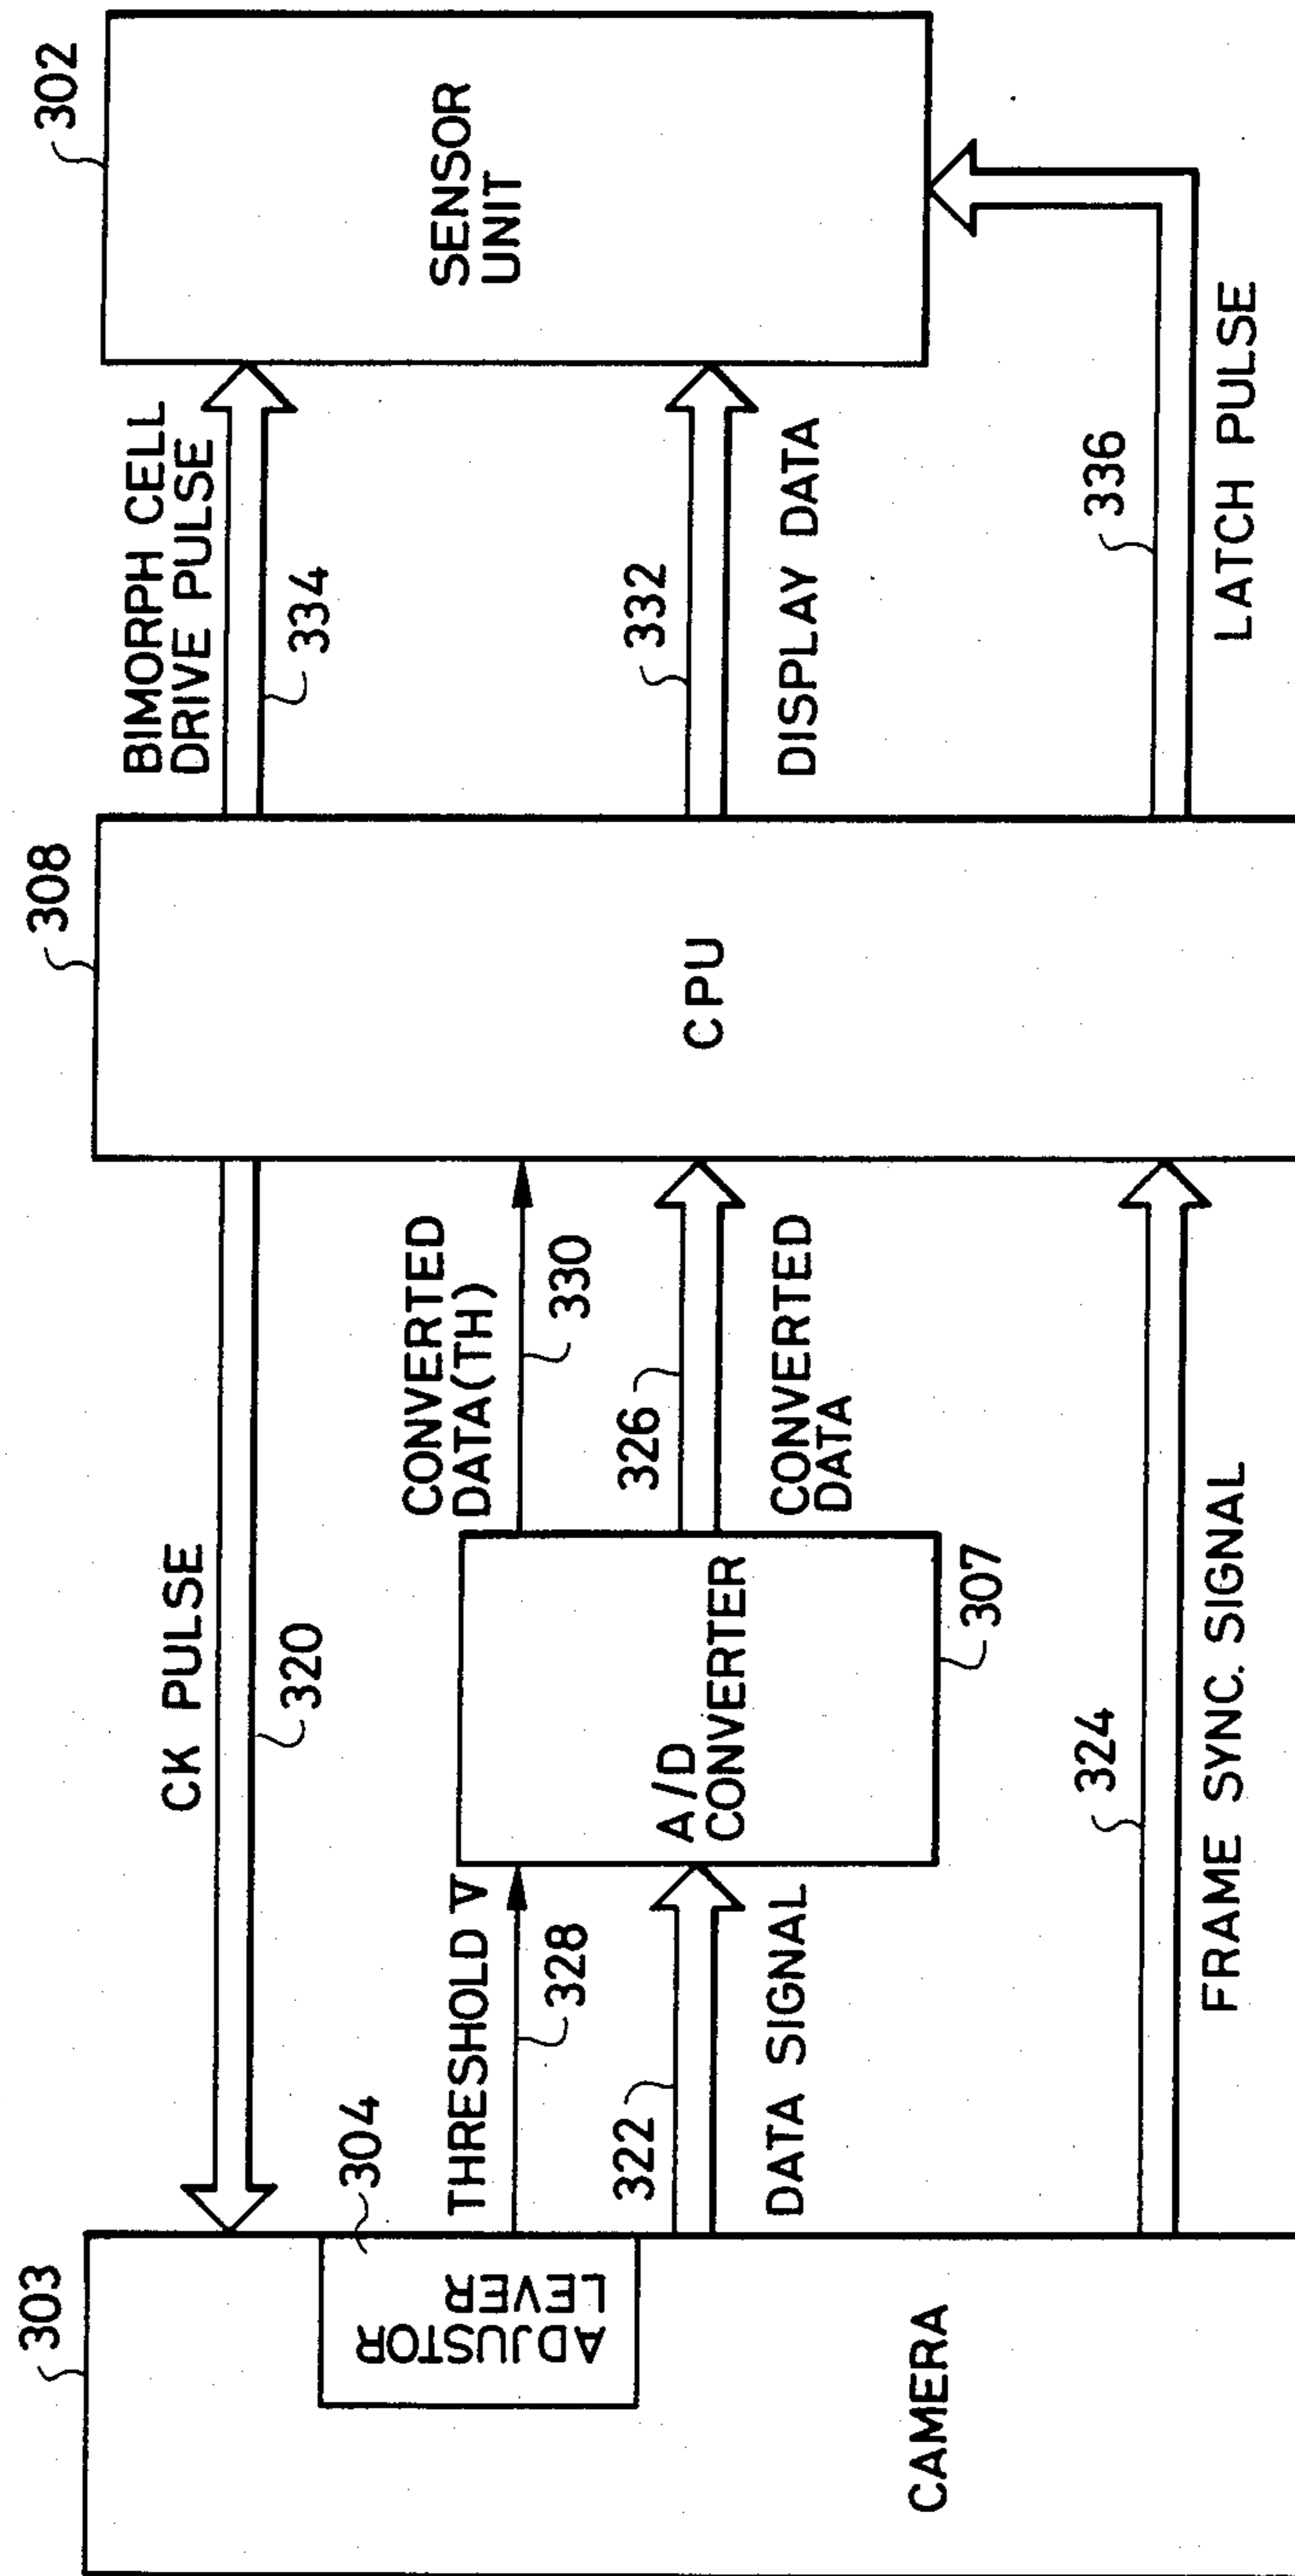 303
CAMERA
ADJUSTOR
LEVER
304
CK PULSE
320
THRESHOLD V
328
322
DATA SIGNAL
A/D
CONVERTER
307
CONVERTED
DATA(TH)
330
326
CONVERTED
DATA
324
FRAME SYNC. SIGNAL
308
CPU
BIMORPH CELL
DRIVE PULSE
334
332
DISPLAY DATA
336
LATCH PULSE
302
SENSOR
UNIT